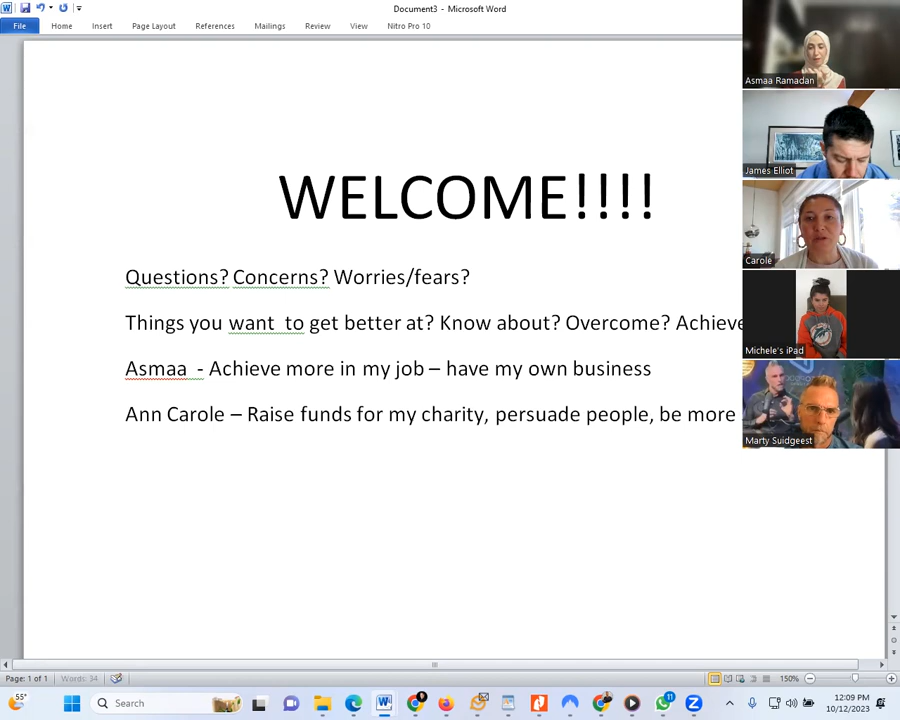 Document3 - Microsoft Word
File Home Insert Page Layout References Mailings Review View Nitro Pro 10
WELCOME!!!!
Questions? Concerns? Worries/fears?
Things you want  to get better at? Know about? Overcome? Achieve
Asmaa  - Achieve more in my job – have my own business
Ann Carole – Raise funds for my charity, persuade people, be more
Asmaa Ramadan
James Elliot
Carole
Michele's iPad
Marty Suidgeest
Page: 1 of 1 Words: 34 150%
55° Search 11 12:09 PM
10/12/2023